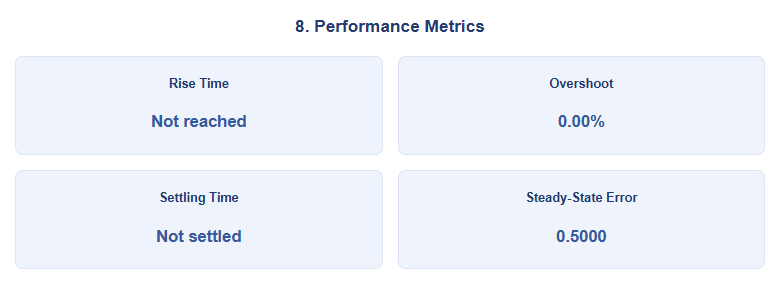 8. Performance Metrics
Rise Time
Not reached
Overshoot
0.00%
Settling Time
Not settled
Steady-State Error
0.5000